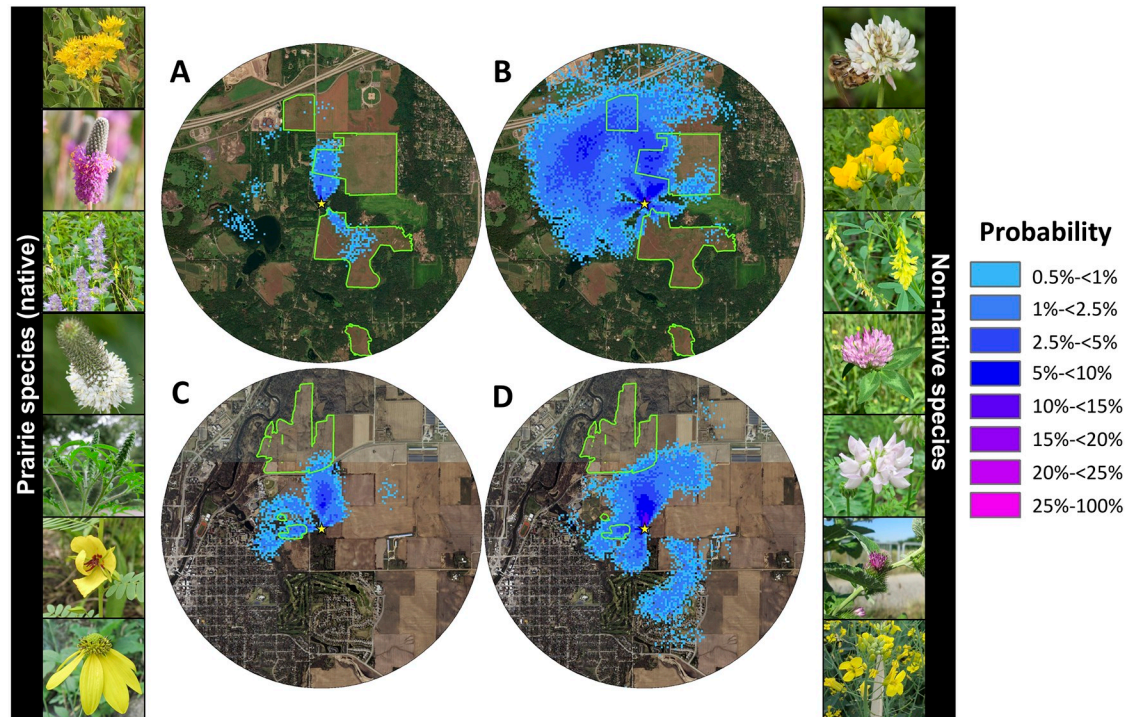 Prairie species (native)
A
B
C
D
Non-native species
Probability
0.5%-<1%
1%-<2.5%
2.5%-<5%
5%-<10%
10%-<15%
15%-<20%
20%-<25%
25%-100%